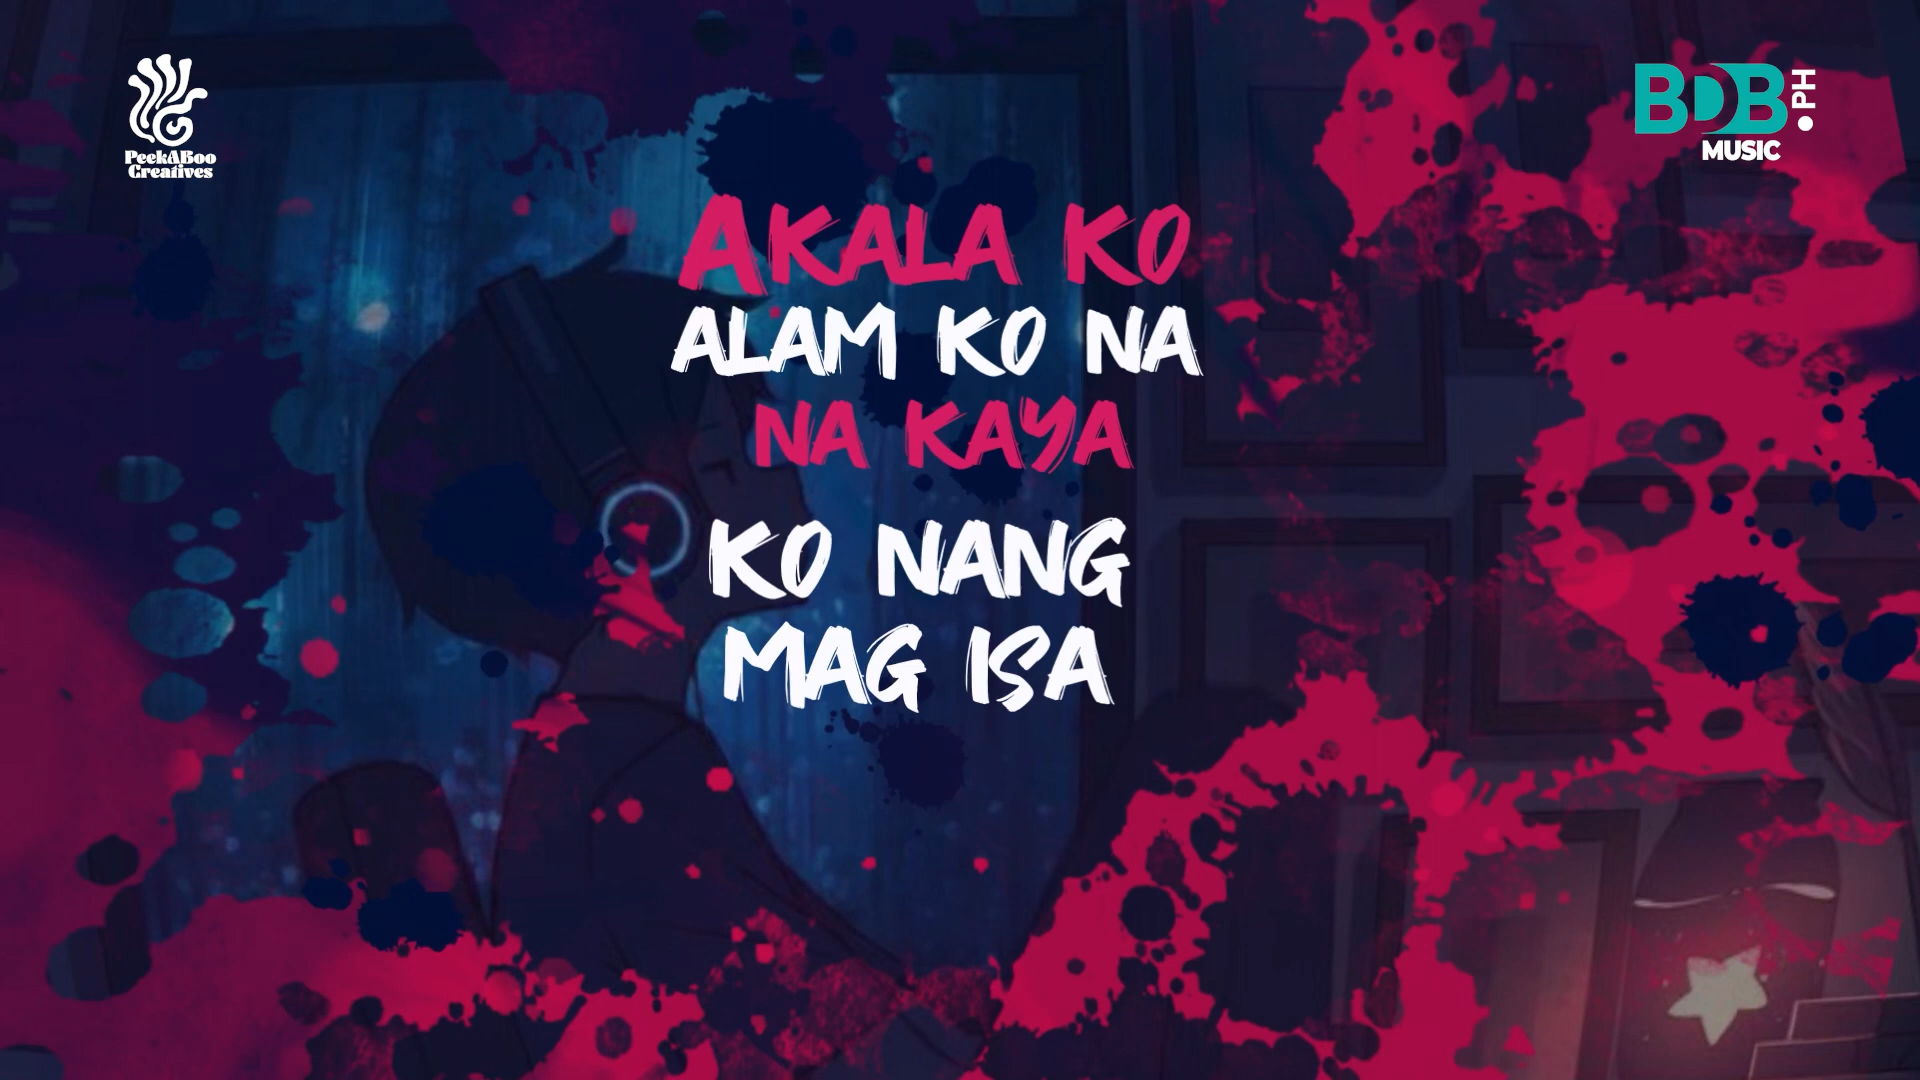 PeekABoo
Creatives
BDB.PH
MUSIC
AKALA KO
ALAM KO NA
NA KAYA
KO NANG
MAG ISA